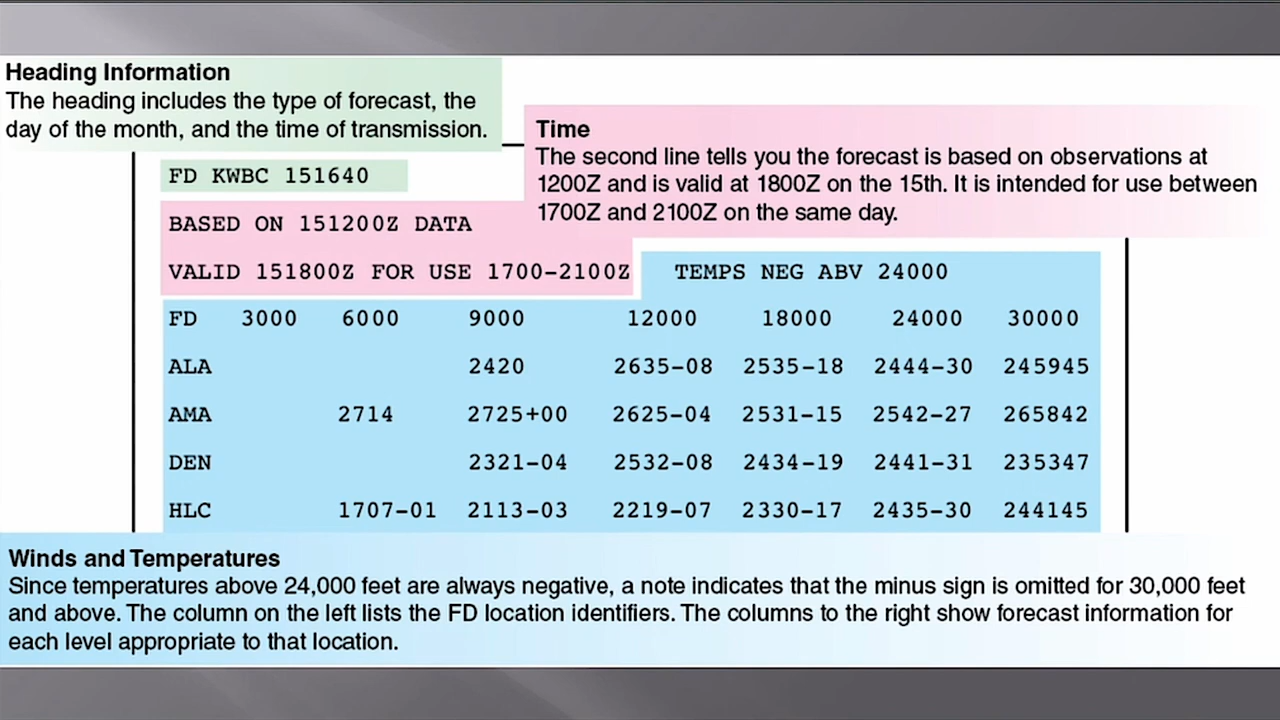 Heading Information
The heading includes the type of forecast, the
day of the month, and the time of transmission.
Time
The second line tells you the forecast is based on observations at
1200Z and is valid at 1800Z on the 15th. It is intended for use between
1700Z and 2100Z on the same day.
FD KWBC 151640
BASED ON 151200Z DATA
VALID 151800Z FOR USE 1700-2100Z TEMPS NEG ABV 24000
FD 3000 6000 9000 12000 18000 24000 30000
ALA 2420 2635-08 2535-18 2444-30 245945
AMA 2714 2725+00 2625-04 2531-15 2542-27 265842
DEN 2321-04 2532-08 2434-19 2441-31 235347
HLC 1707-01 2113-03 2219-07 2330-17 2435-30 244145
Winds and Temperatures
Since temperatures above 24,000 feet are always negative, a note indicates that the minus sign is omitted for 30,000 feet
and above. The column on the left lists the FD location identifiers. The columns to the right show forecast information for
each level appropriate to that location.